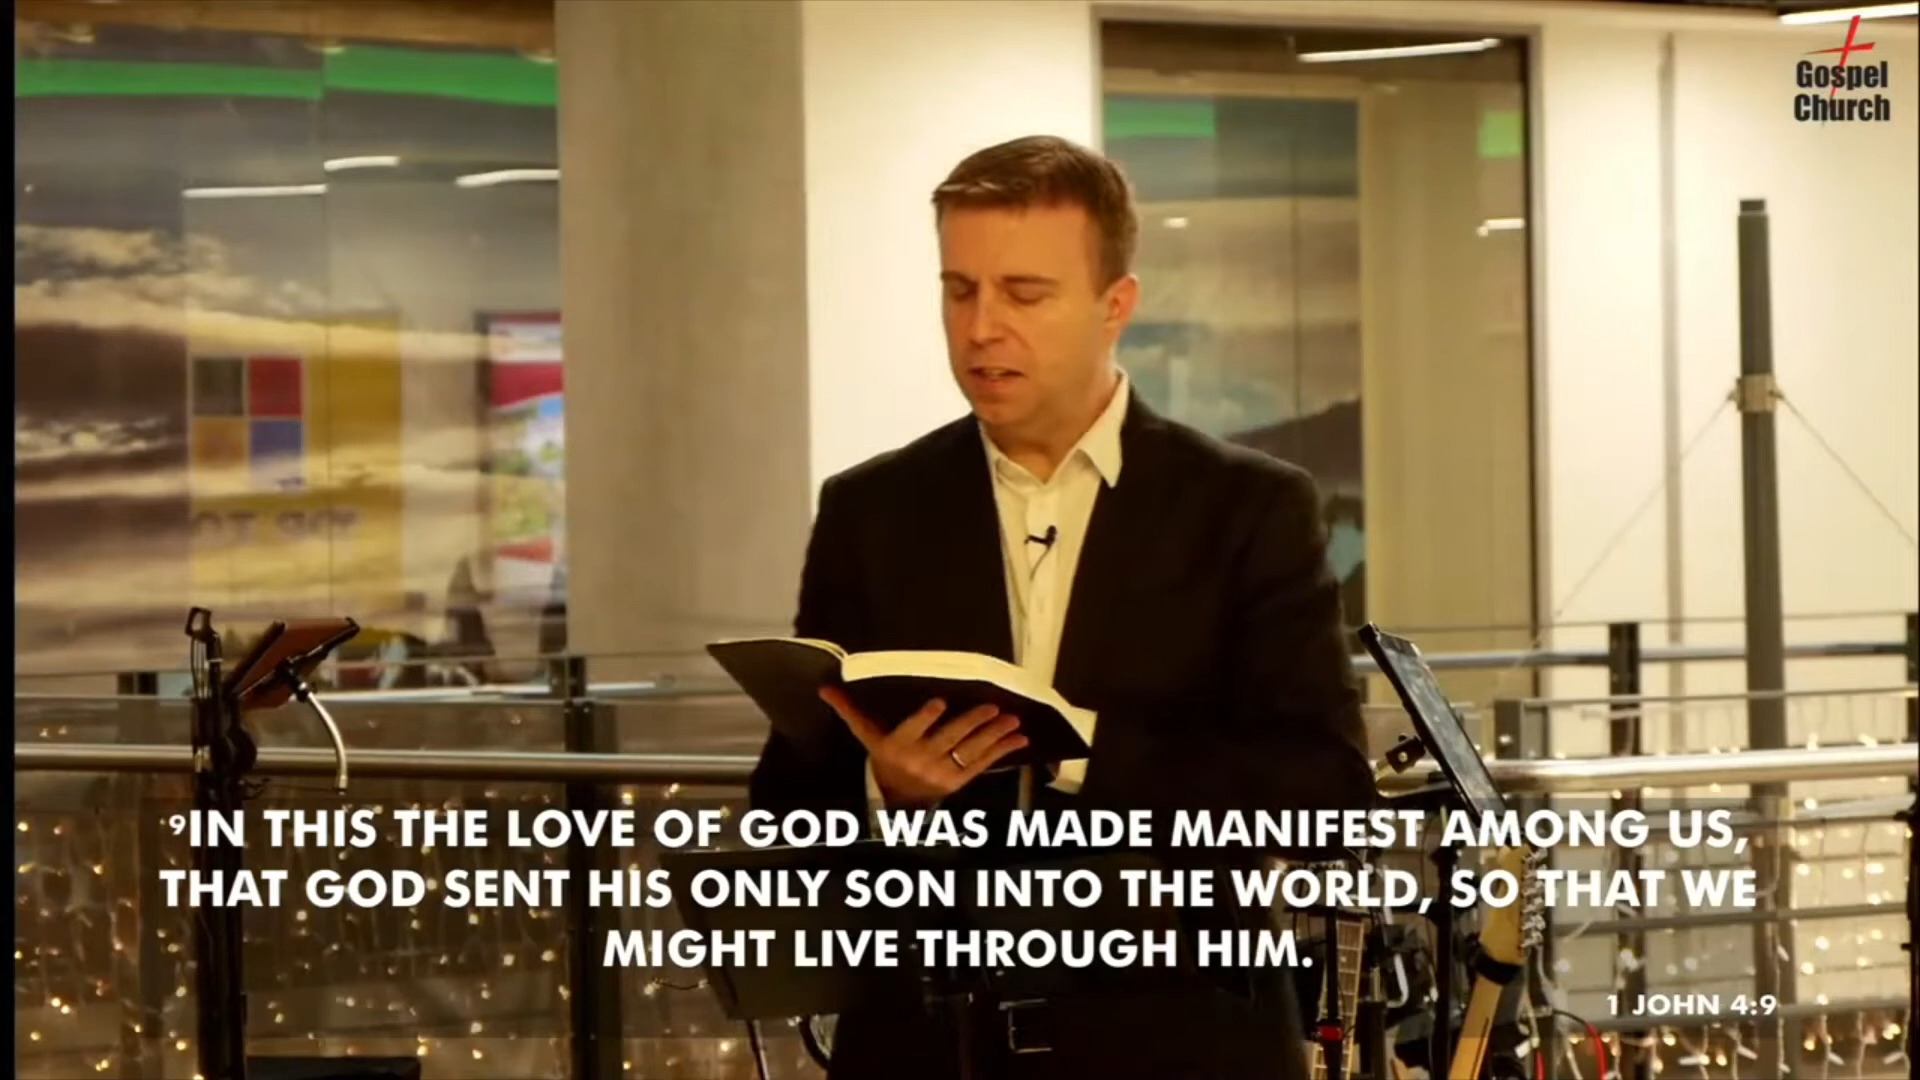 Gospel
Church
⁹IN THIS THE LOVE OF GOD WAS MADE MANIFEST AMONG US,
THAT GOD SENT HIS ONLY SON INTO THE WORLD, SO THAT WE
MIGHT LIVE THROUGH HIM.
1 JOHN 4:9